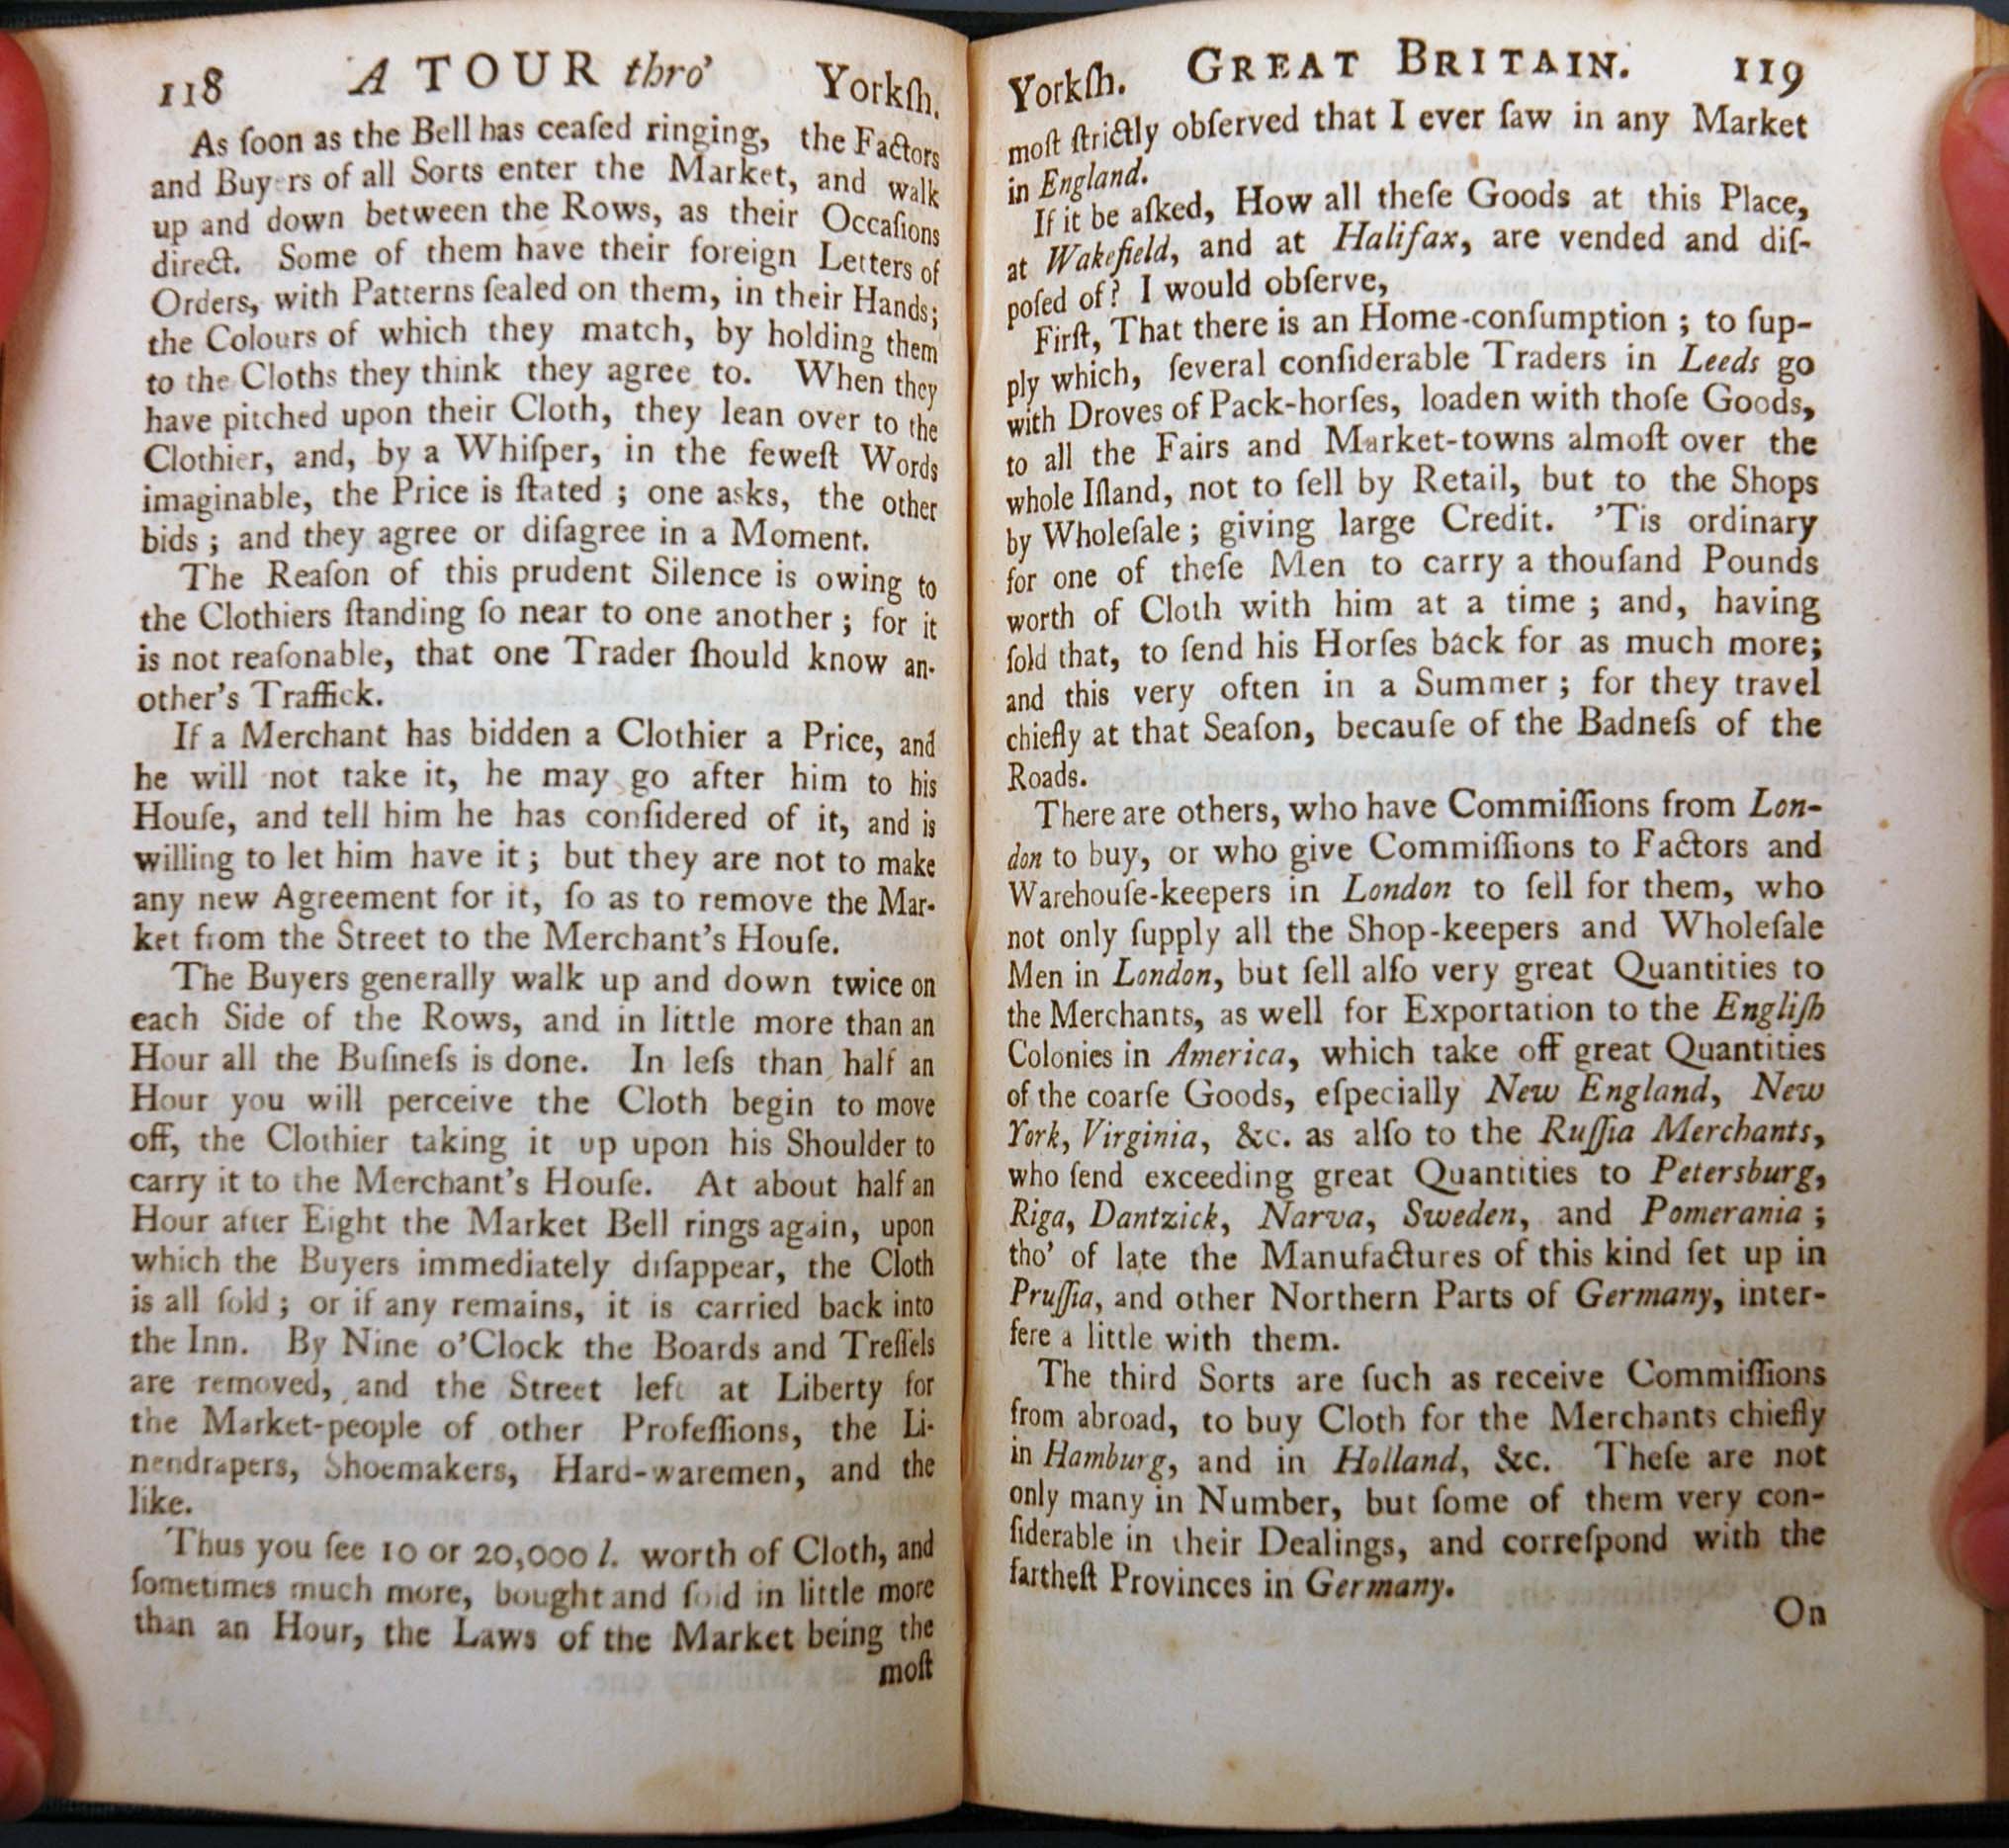 118 A TOUR thro' Yorkſh.
As ſoon as the Bell has ceaſed ringing, the Factors
and Buyers of all Sorts enter the Market, and walk
up and down between the Rows, as their Occaſions
direct. Some of them have their foreign Letters of
Orders, with Patterns ſealed on them, in their Hands;
the Colours of which they match, by holding them
to the Cloths they think they agree to. When they
have pitched upon their Cloth, they lean over to the
Clothier, and, by a Whiſper, in the feweſt Words
imaginable, the Price is ſtated ; one asks, the other
bids ; and they agree or diſagree in a Moment.
The Reaſon of this prudent Silence is owing to
the Clothiers ſtanding ſo near to one another ; for it
is not reaſonable, that one Trader ſhould know an-
other's Traffick.
If a Merchant has bidden a Clothier a Price, and
he will not take it, he may go after him to his
Houſe, and tell him he has conſidered of it, and is
willing to let him have it ; but they are not to make
any new Agreement for it, ſo as to remove the Mar-
ket from the Street to the Merchant's Houſe.
The Buyers generally walk up and down twice on
each Side of the Rows, and in little more than an
Hour all the Buſineſs is done. In leſs than half an
Hour you will perceive the Cloth begin to move
off, the Clothier taking it up upon his Shoulder to
carry it to the Merchant's Houſe. At about half an
Hour after Eight the Market Bell rings again, upon
which the Buyers immediately diſappear, the Cloth
is all ſold ; or if any remains, it is carried back into
the Inn. By Nine o'Clock the Boards and Treſſels
are removed, and the Street left at Liberty for
the Market-people of other Profeſſions, the Li-
nendrapers, Shoemakers, Hard-waremen, and the
like.
Thus you ſee 10 or 20,000 l. worth of Cloth, and
ſometimes much more, bought and ſold in little more
than an Hour, the Laws of the Market being the
moſt
Yorkſh. GREAT BRITAIN. 119
moſt ſtrictly obſerved that I ever ſaw in any Market
in England.
If it be aſked, How all theſe Goods at this Place,
at Wakefield, and at Halifax, are vended and diſ-
poſed of? I would obſerve,
Firſt, That there is an Home-conſumption ; to ſup-
ply which, ſeveral conſiderable Traders in Leeds go
with Droves of Pack-horſes, loaden with thoſe Goods,
to all the Fairs and Market-towns almoſt over the
whole Iſland, not to ſell by Retail, but to the Shops
by Wholeſale ; giving large Credit. 'Tis ordinary
for one of theſe Men to carry a thouſand Pounds
worth of Cloth with him at a time ; and, having
ſold that, to ſend his Horſes back for as much more;
and this very often in a Summer ; for they travel
chiefly at that Seaſon, becauſe of the Badneſs of the
Roads.
There are others, who have Commiſſions from Lon-
don to buy, or who give Commiſſions to Factors and
Warehouſe-keepers in London to ſell for them, who
not only ſupply all the Shop-keepers and Wholeſale
Men in London, but ſell alſo very great Quantities to
the Merchants, as well for Exportation to the Engliſh
Colonies in America, which take off great Quantities
of the coarſe Goods, eſpecially New England, New
York, Virginia, &c. as alſo to the Ruſſia Merchants,
who ſend exceeding great Quantities to Petersburg,
Riga, Dantzick, Narva, Sweden, and Pomerania ;
tho' of late the Manufactures of this kind ſet up in
Pruſſia, and other Northern Parts of Germany, inter-
fere a little with them.
The third Sorts are ſuch as receive Commiſſions
from abroad, to buy Cloth for the Merchants chiefly
in Hamburg, and in Holland, &c. Theſe are not
only many in Number, but ſome of them very con-
ſiderable in their Dealings, and correſpond with the
fartheſt Provinces in Germany.
On